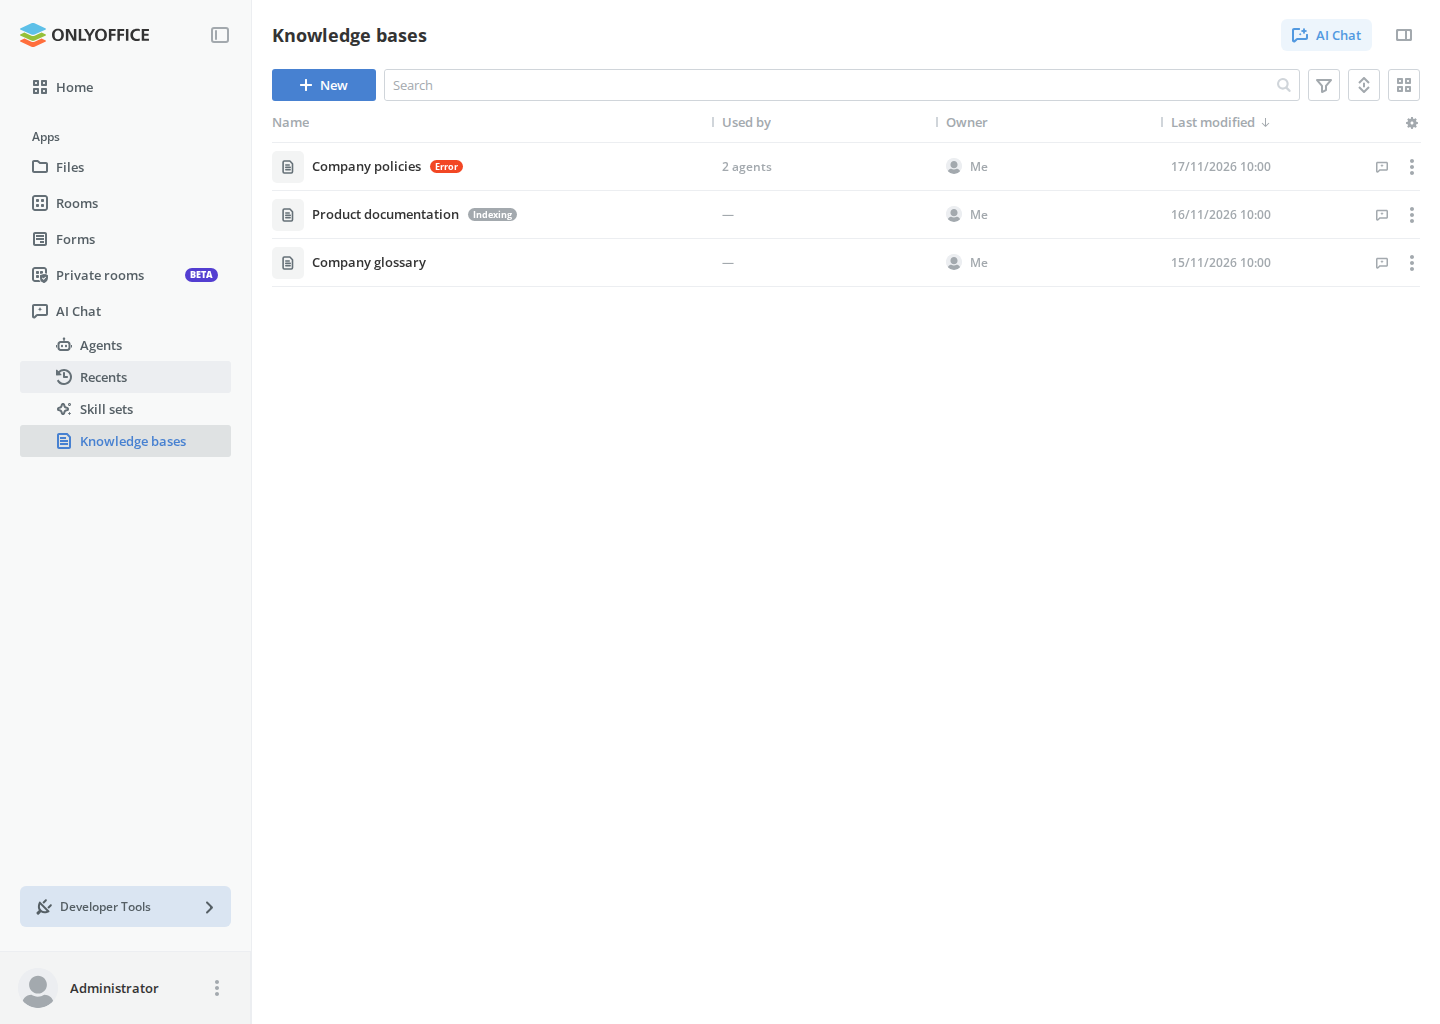 ONLYOFFICE
Home
Apps
Files
Rooms
Forms
Private rooms BETA
AI Chat
Agents
Recents
Skill sets
Knowledge bases
Developer Tools
Administrator
Knowledge bases
AI Chat
New
Search
Name Used by Owner Last modified
Company policies Error 2 agents Me 17/11/2026 10:00
Product documentation Indexing — Me 16/11/2026 10:00
Company glossary — Me 15/11/2026 10:00